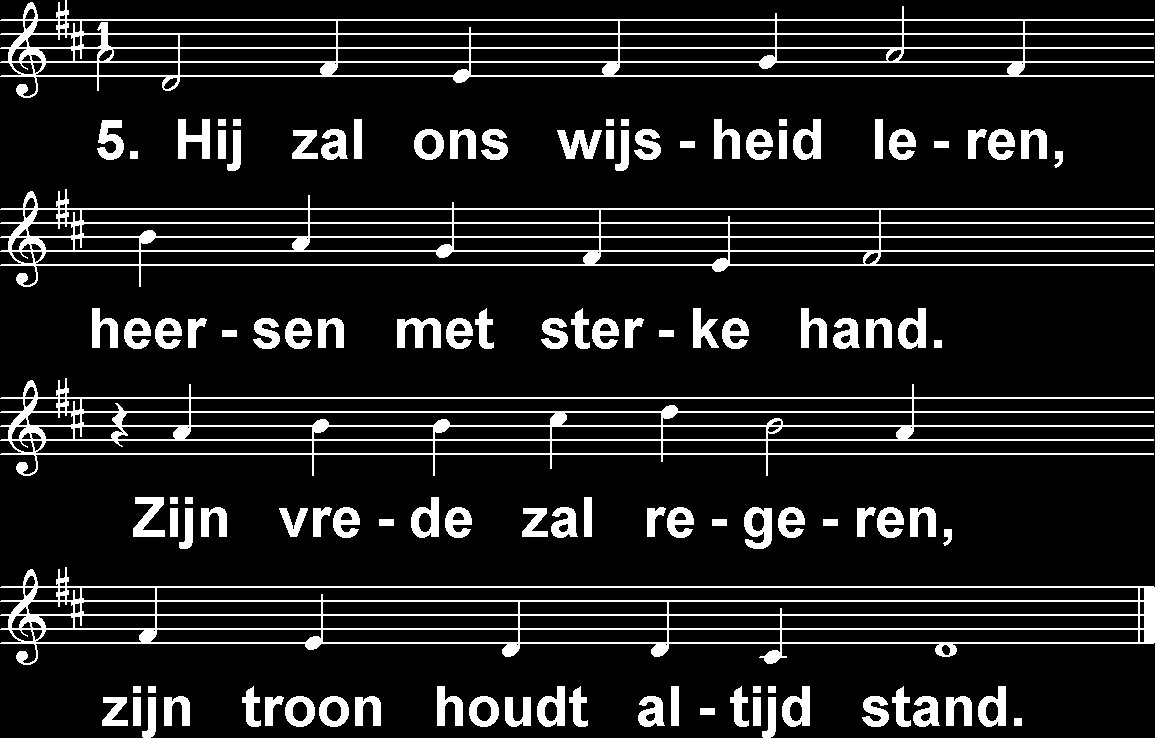 1
5. Hij zal ons wijs - heid le - ren,
heer - sen met ster - ke hand.
Zijn vre - de zal re - ge - ren,
zijn troon houdt al - tijd stand.